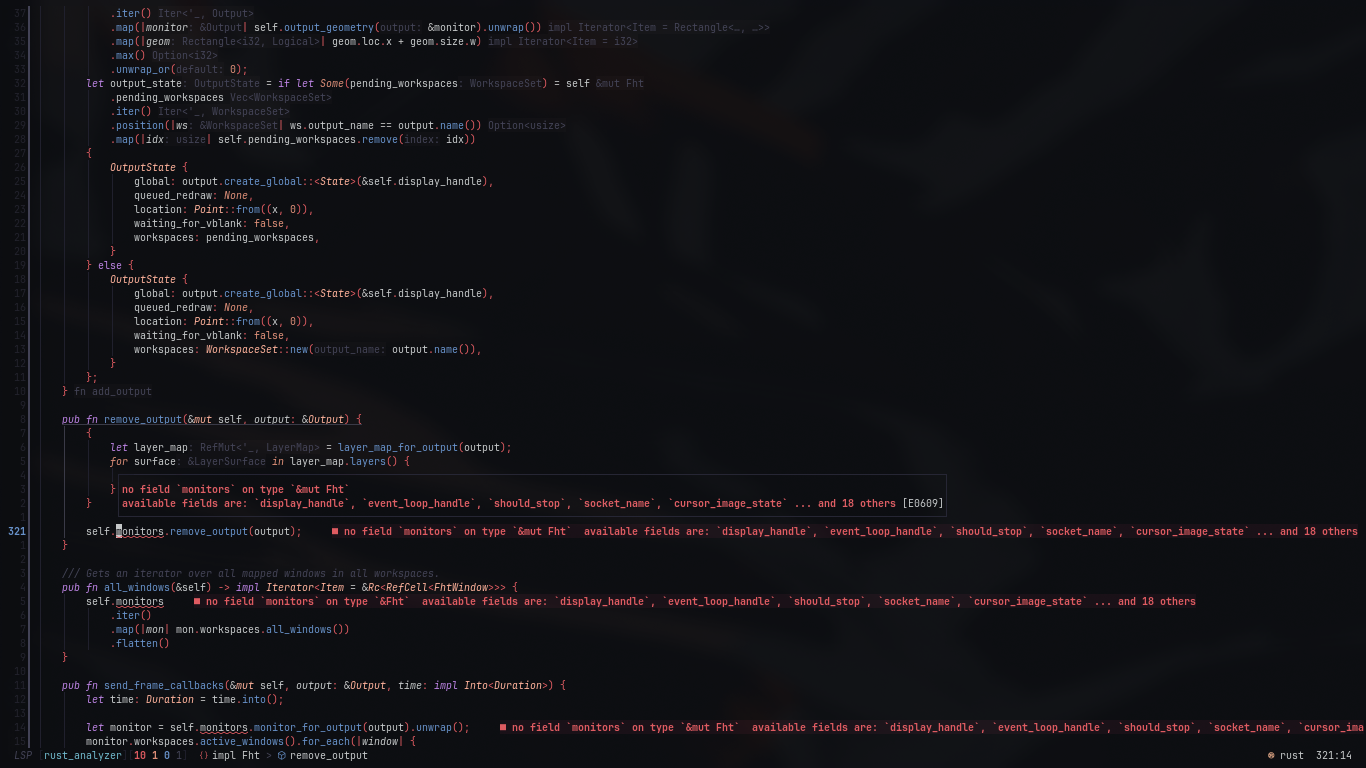 37 .iter() Iter<'_, Output>
36 .map(|monitor: &Output| self.output_geometry(output: &monitor).unwrap()) impl Iterator<Item = Rectangle<…, …>>
35 .map(|geom: Rectangle<i32, Logical>| geom.loc.x + geom.size.w) impl Iterator<Item = i32>
34 .max() Option<i32>
33 .unwrap_or(default: 0);
32 let output_state: OutputState = if let Some(pending_workspaces: WorkspaceSet) = self &mut Fht
31 .pending_workspaces Vec<WorkspaceSet>
30 .iter() Iter<'_, WorkspaceSet>
29 .position(|ws: &WorkspaceSet| ws.output_name == output.name()) Option<usize>
28 .map(|idx: usize| self.pending_workspaces.remove(index: idx))
27 {
26 OutputState {
25 global: output.create_global::<State>(&self.display_handle),
24 queued_redraw: None,
23 location: Point::from((x, 0)),
22 waiting_for_vblank: false,
21 workspaces: pending_workspaces,
20 }
19 } else {
18 OutputState {
17 global: output.create_global::<State>(&self.display_handle),
16 queued_redraw: None,
15 location: Point::from((x, 0)),
14 waiting_for_vblank: false,
13 workspaces: WorkspaceSet::new(output_name: output.name()),
12 }
11 };
10 } fn add_output
9
8 pub fn remove_output(&mut self, output: &Output) {
7 {
6 let layer_map: RefMut<'_, LayerMap> = layer_map_for_output(output);
5 for surface: &LayerSurface in layer_map.layers() {
4
3 } no field `monitors` on type `&mut Fht`
2 } available fields are: `display_handle`, `event_loop_handle`, `should_stop`, `socket_name`, `cursor_image_state` ... and 18 others [E0609]
1
321 self.monitors.remove_output(output); ■ no field `monitors` on type `&mut Fht` available fields are: `display_handle`, `event_loop_handle`, `should_stop`, `socket_name`, `cursor_image_state` ... and 18 others
1 }
2
3 /// Gets an iterator over all mapped windows in all workspaces.
4 pub fn all_windows(&self) -> impl Iterator<Item = &Rc<RefCell<FhtWindow>>> {
5 self.monitors ■ no field `monitors` on type `&Fht` available fields are: `display_handle`, `event_loop_handle`, `should_stop`, `socket_name`, `cursor_image_state` ... and 18 others
6 .iter()
7 .map(|mon| mon.workspaces.all_windows())
8 .flatten()
9 }
10
11 pub fn send_frame_callbacks(&mut self, output: &Output, time: impl Into<Duration>) {
12 let time: Duration = time.into();
13
14 let monitor = self.monitors.monitor_for_output(output).unwrap(); ■ no field `monitors` on type `&mut Fht` available fields are: `display_handle`, `event_loop_handle`, `should_stop`, `socket_name`, `cursor_ima
15 monitor.workspaces.active_windows().for_each(|window| {
LSP [rust_analyzer] [10 1 0 1] {} impl Fht > remove_output rust 321:14